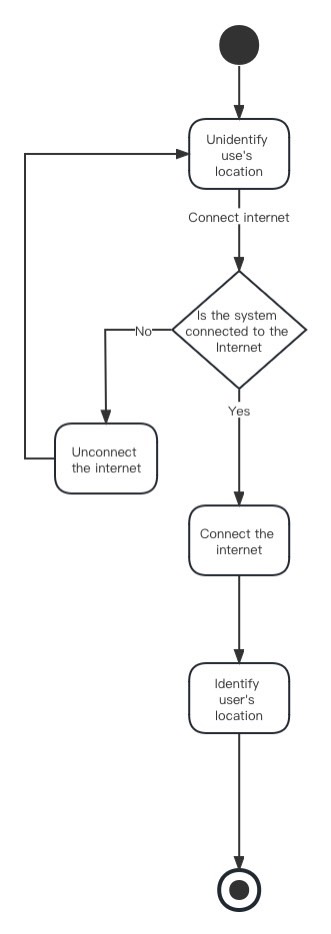 Unidentify
use's
location
Connect internet
Is the system
connected to the
Internet
No
Yes
Unconnect
the internet
Connect the
internet
Identify
user's
location